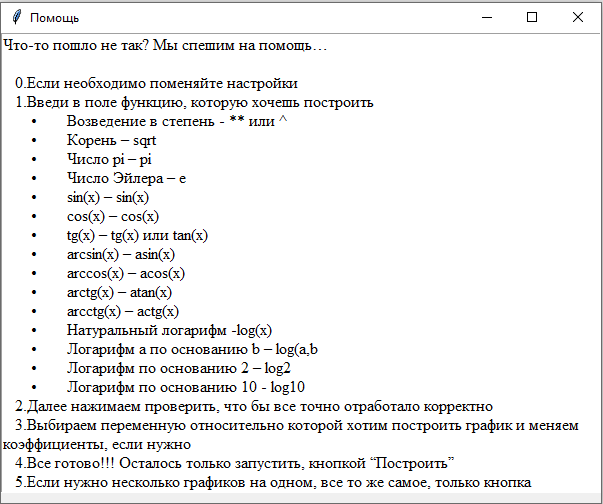 Помощь
Что-то пошло не так? Мы спешим на помощь…
0.Если необходимо поменяйте настройки
1.Введи в поле функцию, которую хочешь построить
• Возведение в степень - ** или ^
• Корень – sqrt
• Число pi – pi
• Число Эйлера – e
• sin(x) – sin(x)
• cos(x) – cos(x)
• tg(x) – tg(x) или tan(x)
• arcsin(x) – asin(x)
• arccos(x) – acos(x)
• arctg(x) – atan(x)
• arcctg(x) – actg(x)
• Натуральный логарифм -log(x)
• Логарифм a по основанию b – log(a,b
• Логарифм по основанию 2 – log2
• Логарифм по основанию 10 - log10
2.Далее нажимаем проверить, что бы все точно отработало корректно
3.Выбираем переменную относительно которой хотим построить график и меняем
коэффициенты, если нужно
4.Все готово!!! Осталось только запустить, кнопкой “Построить”
5.Если нужно несколько графиков на одном, все то же самое, только кнопка